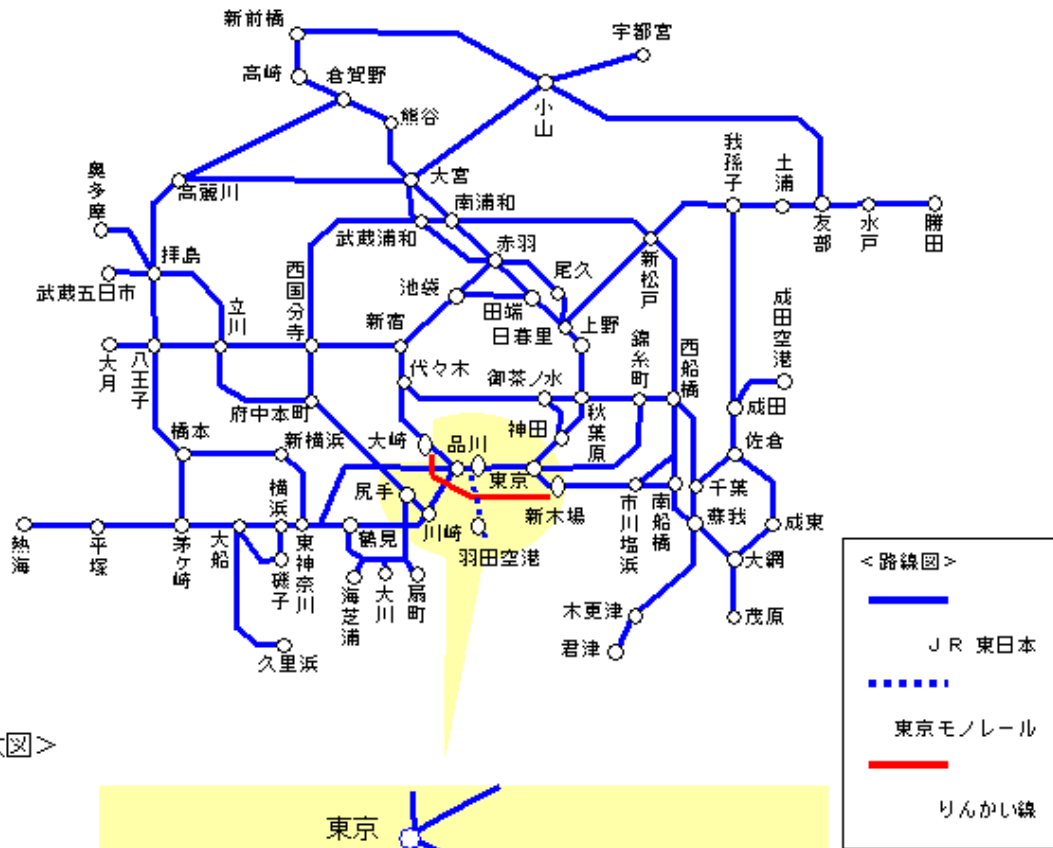 新前橋
宇都宮
高崎
倉賀野
小山
熊谷
我孫子
土浦
奥多摩
高麗川
大宮
南浦和
友部
水戸
勝田
武蔵浦和
拝島
西国分寺
赤羽
新松戸
武蔵五日市
池袋
尾久
田端
成田空港
立川
新宿
日暮里
上野
錦糸町
西船橋
大月
八王子
代々木
御茶ノ水
府中本町
秋葉原
成田
橋本
新横浜
大崎
品川
神田
佐倉
横浜
尻手
東京
千葉
新木場
市川塩浜
南船橋
蘇我
成東
熱海
平塚
茅ヶ崎
大船
磯子
東神奈川
鶴見
川崎
羽田空港
大網
海芝浦
大川
扇町
木更津
茂原
久里浜
君津
<路線図>
JR 東日本
東京モノレール
りんかい線
図>
東京